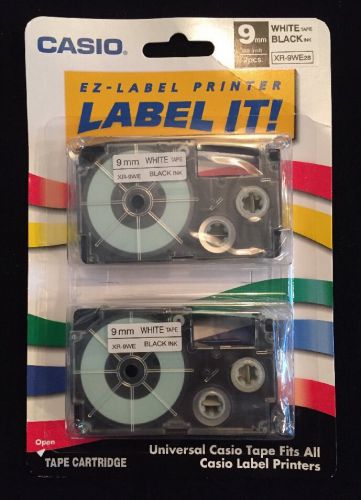 CASIO®
9mm
2pcs.
WHITE TAPE
BLACK INK
XR-9WE2S
EZ-LABEL PRINTER
LABEL IT!
9mm WHITE TAPE
XR-9WE BLACK INK
9mm WHITE TAPE
XR-9WE BLACK INK
Open
TAPE CARTRIDGE
Universal Casio Tape Fits All
Casio Label Printers